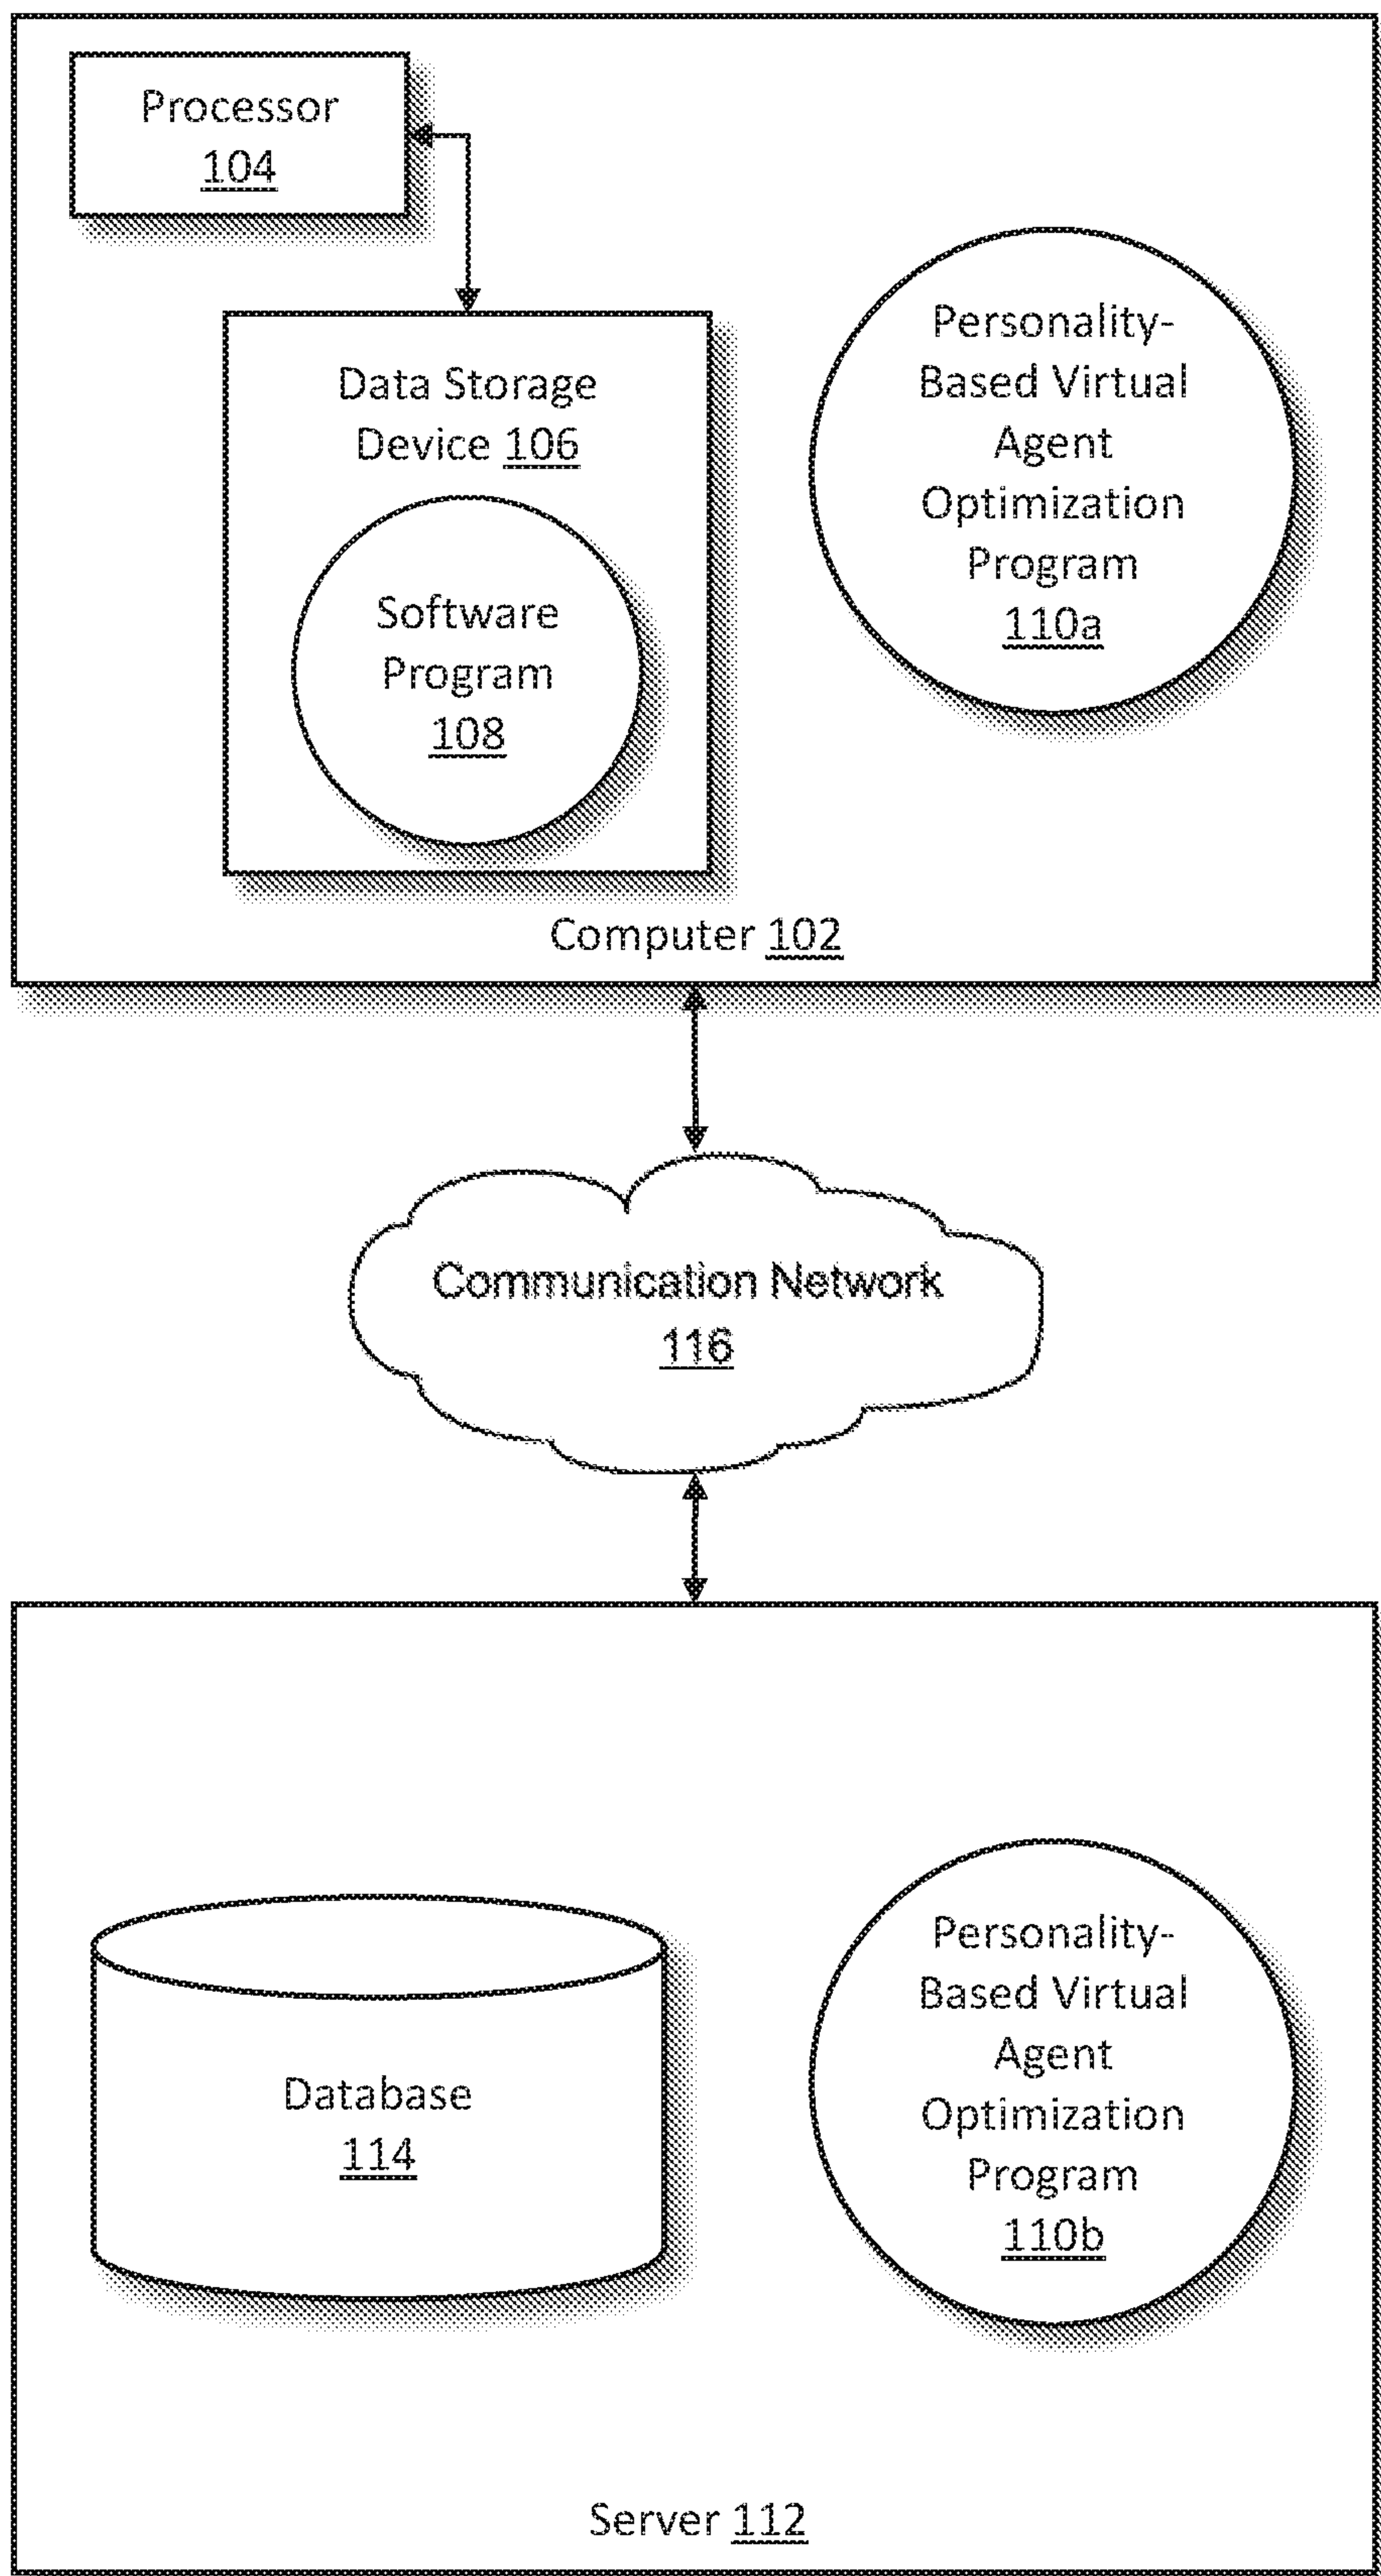 Processor
104
Data Storage
Device 106
Software
Program
108
Personality-
Based Virtual
Agent
Optimization
Program
110a
Computer 102
Communication Network
116
Database
114
Personality-
Based Virtual
Agent
Optimization
Program
110b
Server 112